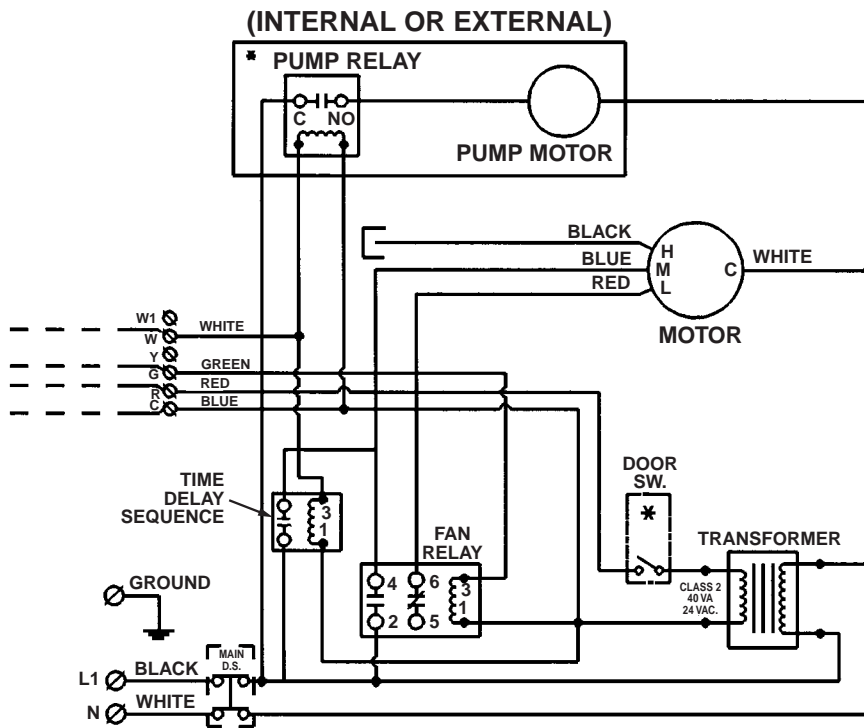 (INTERNAL OR EXTERNAL)
* PUMP RELAY
C NO
PUMP MOTOR
BLACK
BLUE
RED
H
M
L
C
WHITE
MOTOR
W1
W
WHITE
Y
G
GREEN
R
RED
C
BLUE
TIME
DELAY
SEQUENCE
3
1
FAN
RELAY
4
6
3
2
5
1
DOOR
SW.
*
TRANSFORMER
CLASS 2
40 VA
24 VAC.
GROUND
MAIN
D.S.
L1
BLACK
N
WHITE